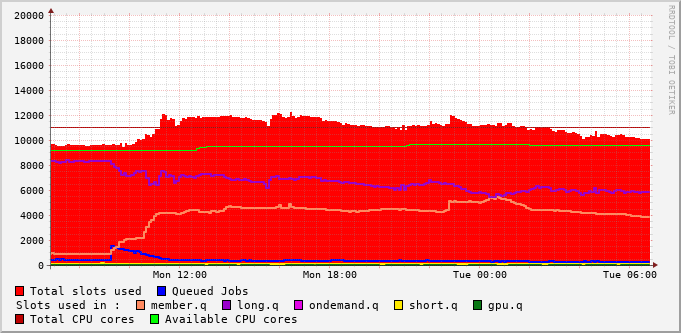 20000
18000
16000
14000
12000
10000
8000
6000
4000
2000
0
Mon 12:00 Mon 18:00 Tue 00:00 Tue 06:00
RRDTOOL / TOBI OETIKER
Total slots used Queued Jobs
Slots used in : member.q long.q ondemand.q short.q gpu.q
Total CPU cores Available CPU cores